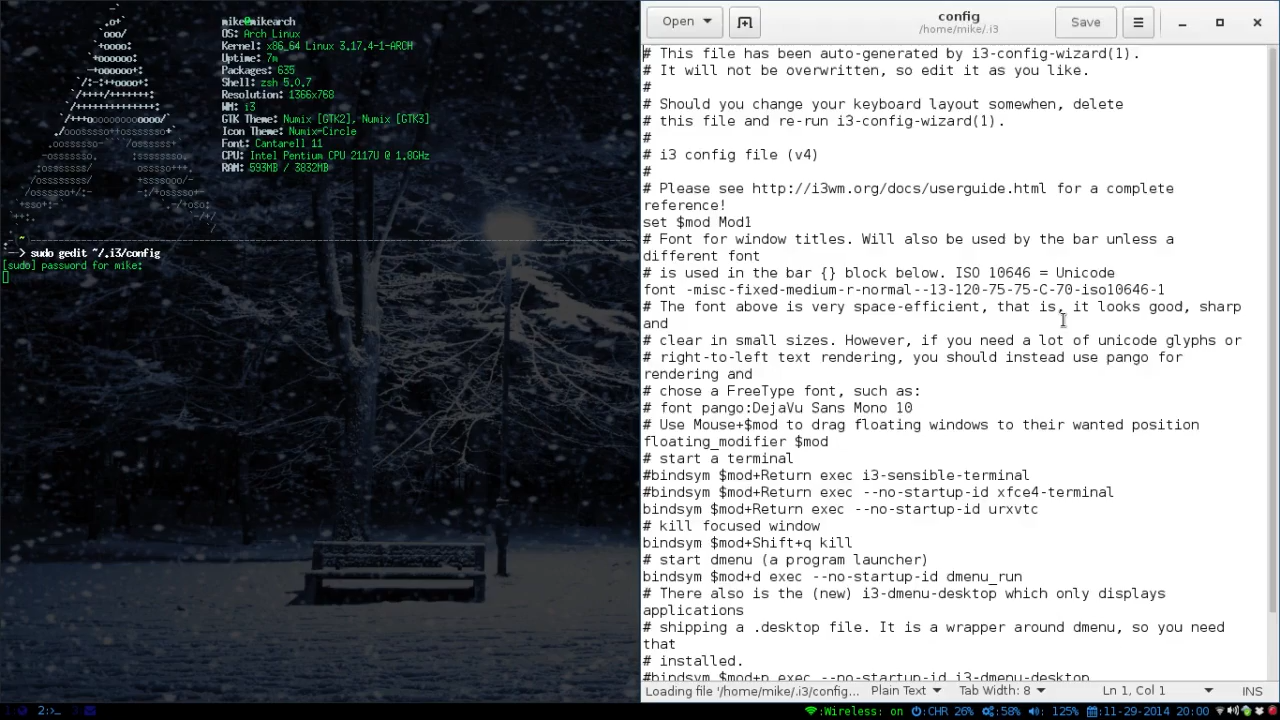 mike@mikearch
OS: Arch Linux
Kernel: x86_64 Linux 3.17.4-1-ARCH
Uptime: 7m
Packages: 635
Shell: zsh 5.0.7
Resolution: 1366x768
WM: i3
GTK Theme: Numix [GTK2], Numix [GTK3]
Icon Theme: Numix-Circle
Font: Cantarell 11
CPU: Intel Pentium CPU 2117U @ 1.8GHz
RAM: 593MB / 3832MB
~
--> sudo gedit ~/.i3/config
[sudo] password for mike:
Open
config
/home/mike/.i3
Save
# This file has been auto-generated by i3-config-wizard(1).
# It will not be overwritten, so edit it as you like.
#
# Should you change your keyboard layout somewhen, delete
# this file and re-run i3-config-wizard(1).
#
# i3 config file (v4)
#
# Please see http://i3wm.org/docs/userguide.html for a complete
reference!
set $mod Mod1
# Font for window titles. Will also be used by the bar unless a
different font
# is used in the bar {} block below. ISO 10646 = Unicode
font -misc-fixed-medium-r-normal--13-120-75-75-C-70-iso10646-1
# The font above is very space-efficient, that is, it looks good, sharp
and
# clear in small sizes. However, if you need a lot of unicode glyphs or
# right-to-left text rendering, you should instead use pango for
rendering and
# chose a FreeType font, such as:
# font pango:DejaVu Sans Mono 10
# Use Mouse+$mod to drag floating windows to their wanted position
floating_modifier $mod
# start a terminal
#bindsym $mod+Return exec i3-sensible-terminal
#bindsym $mod+Return exec --no-startup-id xfce4-terminal
bindsym $mod+Return exec --no-startup-id urxvtc
# kill focused window
bindsym $mod+Shift+q kill
# start dmenu (a program launcher)
bindsym $mod+d exec --no-startup-id dmenu_run
# There also is the (new) i3-dmenu-desktop which only displays
applications
# shipping a .desktop file. It is a wrapper around dmenu, so you need
that
# installed.
#bindsym $mod+p exec --no-startup-id i3-dmenu-desktop
Loading file '/home/mike/.i3/config... Plain Text Tab Width: 8 Ln 1, Col 1 INS
2:>_ :Wireless: on :CHR 26% :58% : 125% :11-29-2014 20:00